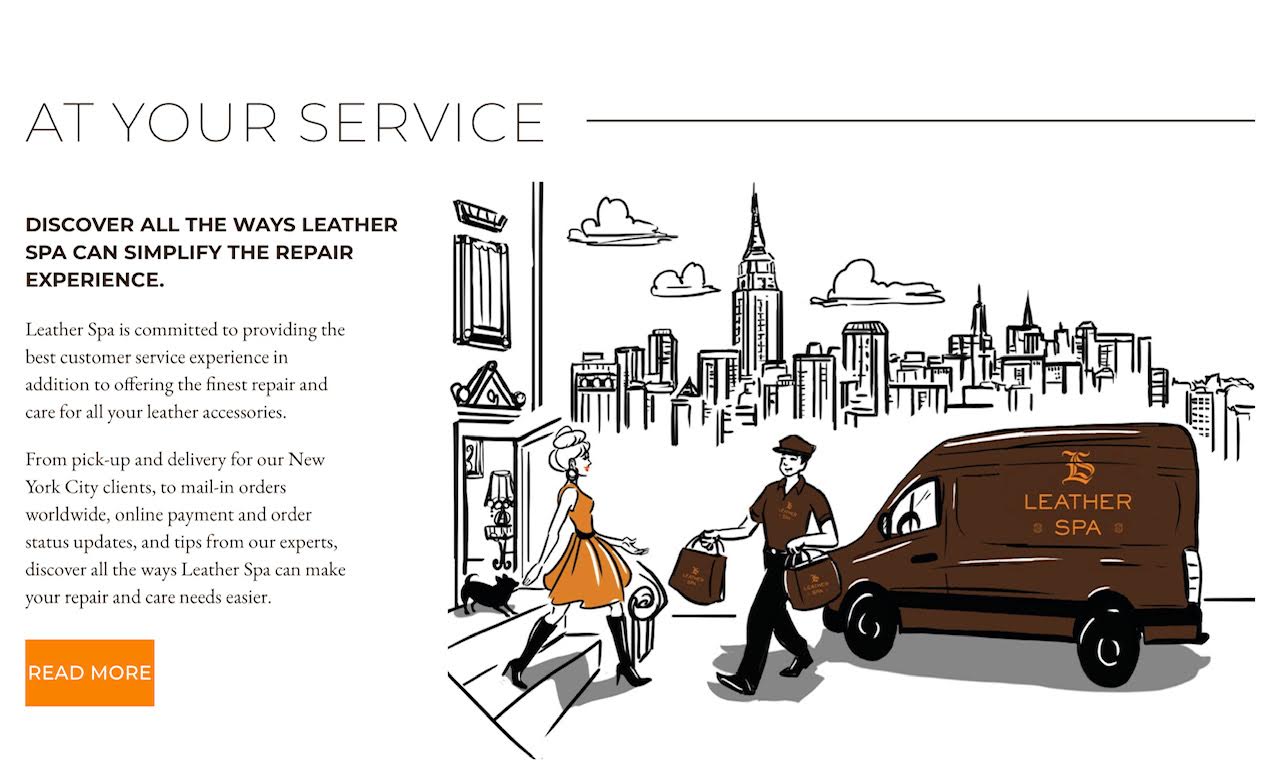 AT YOUR SERVICE
DISCOVER ALL THE WAYS LEATHER
SPA CAN SIMPLIFY THE REPAIR
EXPERIENCE.
Leather Spa is committed to providing the
best customer service experience in
addition to offering the finest repair and
care for all your leather accessories.
From pick-up and delivery for our New
York City clients, to mail-in orders
worldwide, online payment and order
status updates, and tips from our experts,
discover all the ways Leather Spa can make
your repair and care needs easier.
READ MORE
LEATHER
SPA
LEATHER
SPA
LEATHER
SPA
LEATHER
SPA